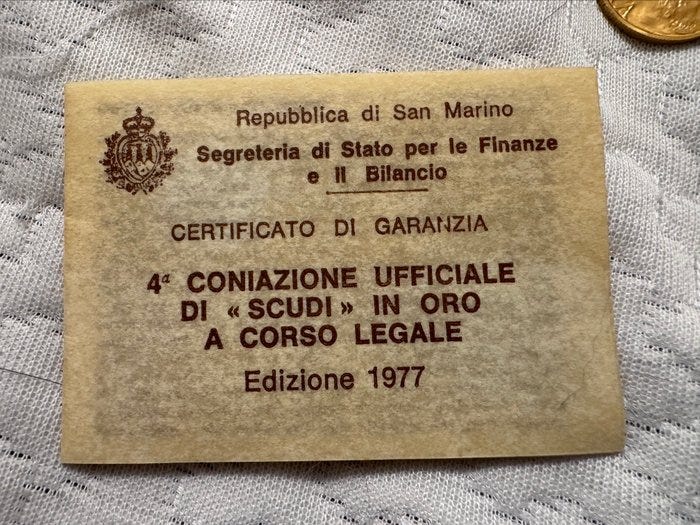 Repubblica di San Marino
Segreteria di Stato per le Finanze
e Il Bilancio
CERTIFICATO DI GARANZIA
4ª CONIAZIONE UFFICIALE
DI « SCUDI » IN ORO
A CORSO LEGALE
Edizione 1977